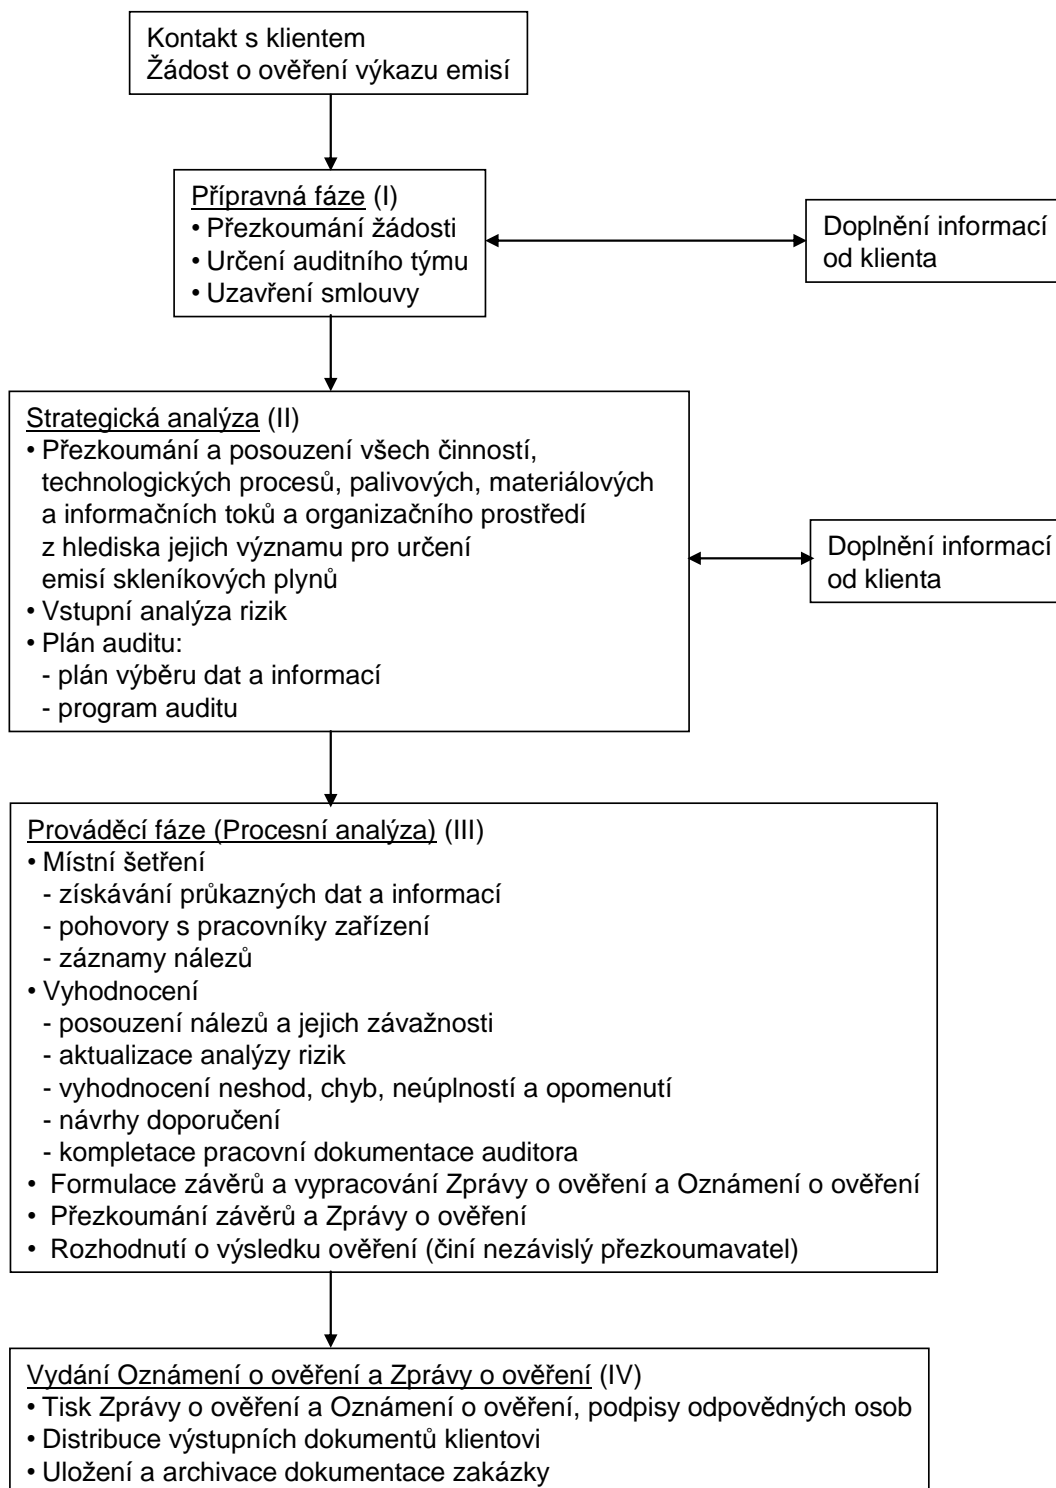 Kontakt s klientem
Žádost o ověření výkazu emisí
Přípravná fáze (I)
• Přezkoumání žádosti
• Určení auditního týmu
• Uzavření smlouvy
Doplnění informací
od klienta
Strategická analýza (II)
• Přezkoumání a posouzení všech činností,
technologických procesů, palivových, materiálových
a informačních toků a organizačního prostředí
z hlediska jejich významu pro určení
emisí skleníkových plynů
• Vstupní analýza rizik
• Plán auditu:
- plán výběru dat a informací
- program auditu
Doplnění informací
od klienta
Prováděcí fáze (Procesní analýza) (III)
• Místní šetření
- získávání průkazných dat a informací
- pohovory s pracovníky zařízení
- záznamy nálezů
• Vyhodnocení
- posouzení nálezů a jejich závažnosti
- aktualizace analýzy rizik
- vyhodnocení neshod, chyb, neúplností a opomenutí
- návrhy doporučení
- kompletace pracovní dokumentace auditora
• Formulace závěrů a vypracování Zprávy o ověření a Oznámení o ověření
• Přezkoumání závěrů a Zprávy o ověření
• Rozhodnutí o výsledku ověření (činí nezávislý přezkoumavatel)
Vydání Oznámení o ověření a Zprávy o ověření (IV)
• Tisk Zprávy o ověření a Oznámení o ověření, podpisy odpovědných osob
• Distribuce výstupních dokumentů klientovi
• Uložení a archivace dokumentace zakázky